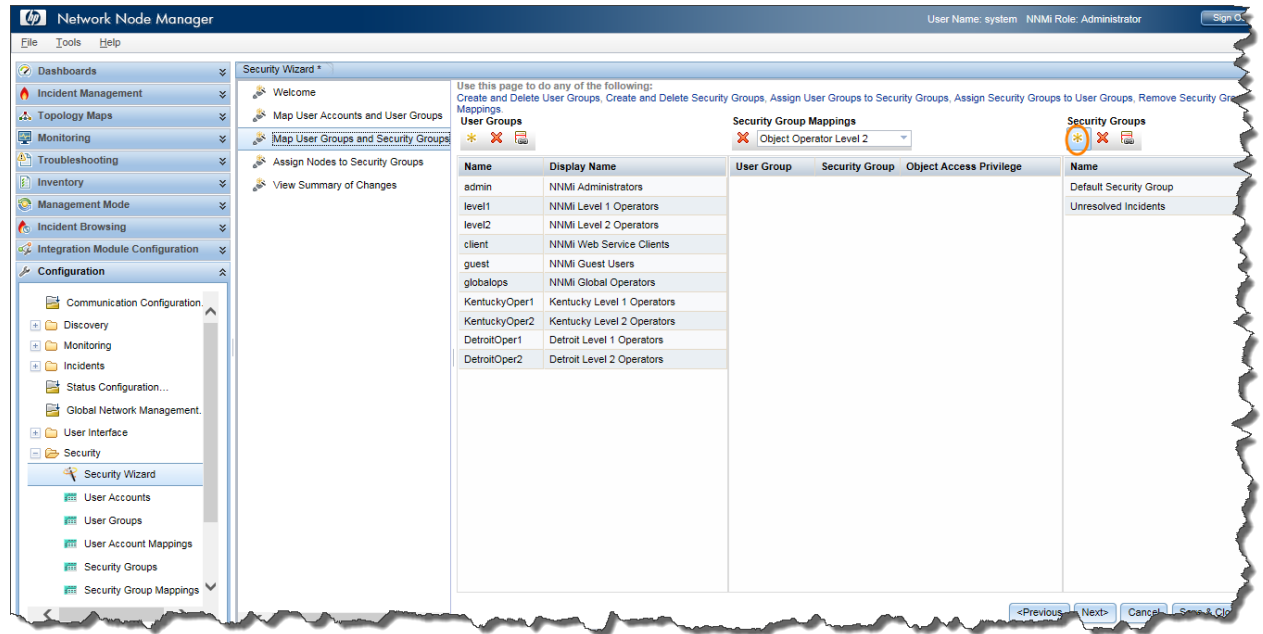 hp Network Node Manager
User Name: system NNMi Role: Administrator
Sign
File Tools Help
Dashboards
Incident Management
Topology Maps
Monitoring
Troubleshooting
Inventory
Management Mode
Incident Browsing
Integration Module Configuration
Configuration
Communication Configuration.
Discovery
Monitoring
Incidents
Status Configuration...
Global Network Management.
User Interface
Security
Security Wizard
User Accounts
User Groups
User Account Mappings
Security Groups
Security Group Mappings
Security Wizard *
Welcome
Map User Accounts and User Groups
Map User Groups and Security Groups
Assign Nodes to Security Groups
View Summary of Changes
Use this page to do any of the following:
Create and Delete User Groups, Create and Delete Security Groups, Assign User Groups to Security Groups, Assign Security Groups to User Groups, Remove Security
Mappings.
User Groups
Name Display Name
admin NNMi Administrators
level1 NNMi Level 1 Operators
level2 NNMi Level 2 Operators
client NNMi Web Service Clients
guest NNMi Guest Users
globalops NNMi Global Operators
KentuckyOper1 Kentucky Level 1 Operators
KentuckyOper2 Kentucky Level 2 Operators
DetroitOper1 Detroit Level 1 Operators
DetroitOper2 Detroit Level 2 Operators
Security Group Mappings
Object Operator Level 2
User Group Security Group Object Access Privilege
Security Groups
Name
Default Security Group
Unresolved Incidents
<Previous Next> Cancel Save & Clo